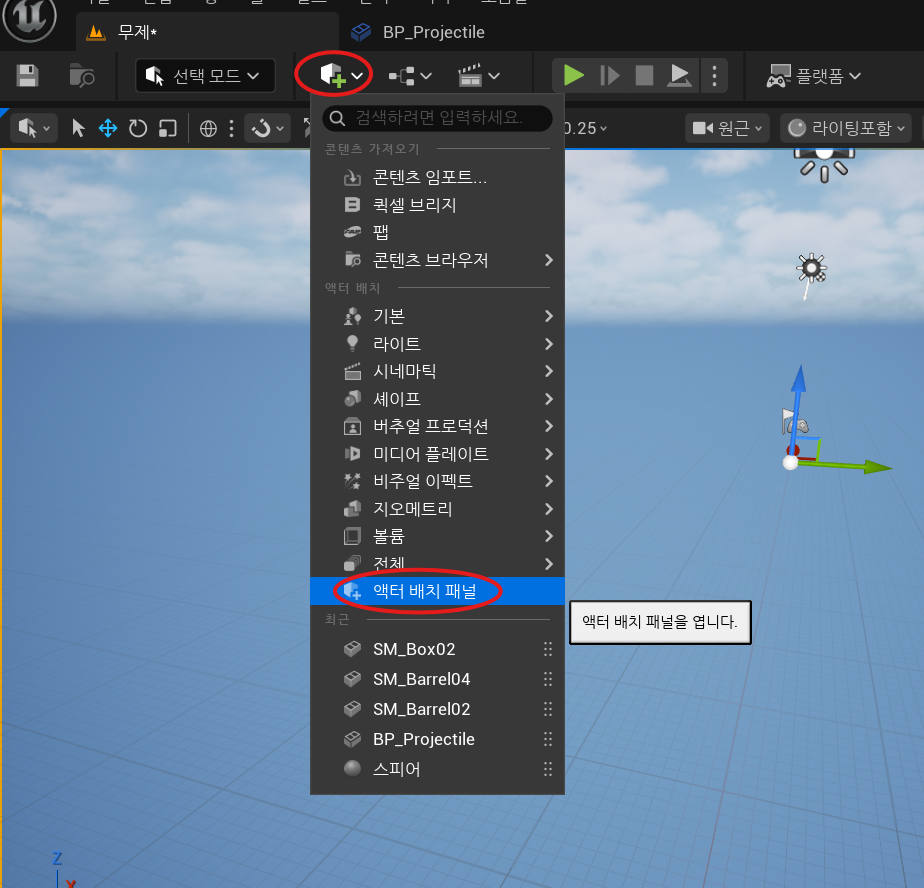 무제*
BP_Projectile
선택 모드
플랫폼
검색하려면 입력하세요.
0.25
원근
라이팅포함
콘텐츠 가져오기
콘텐츠 임포트...
퀵셀 브리지
팹
콘텐츠 브라우저
액터 배치
기본
라이트
시네마틱
셰이프
버추얼 프로덕션
미디어 플레이트
비주얼 이펙트
지오메트리
볼륨
전체
액터 배치 패널
액터 배치 패널을 엽니다.
최근
SM_Box02
SM_Barrel04
SM_Barrel02
BP_Projectile
스피어
Z
X